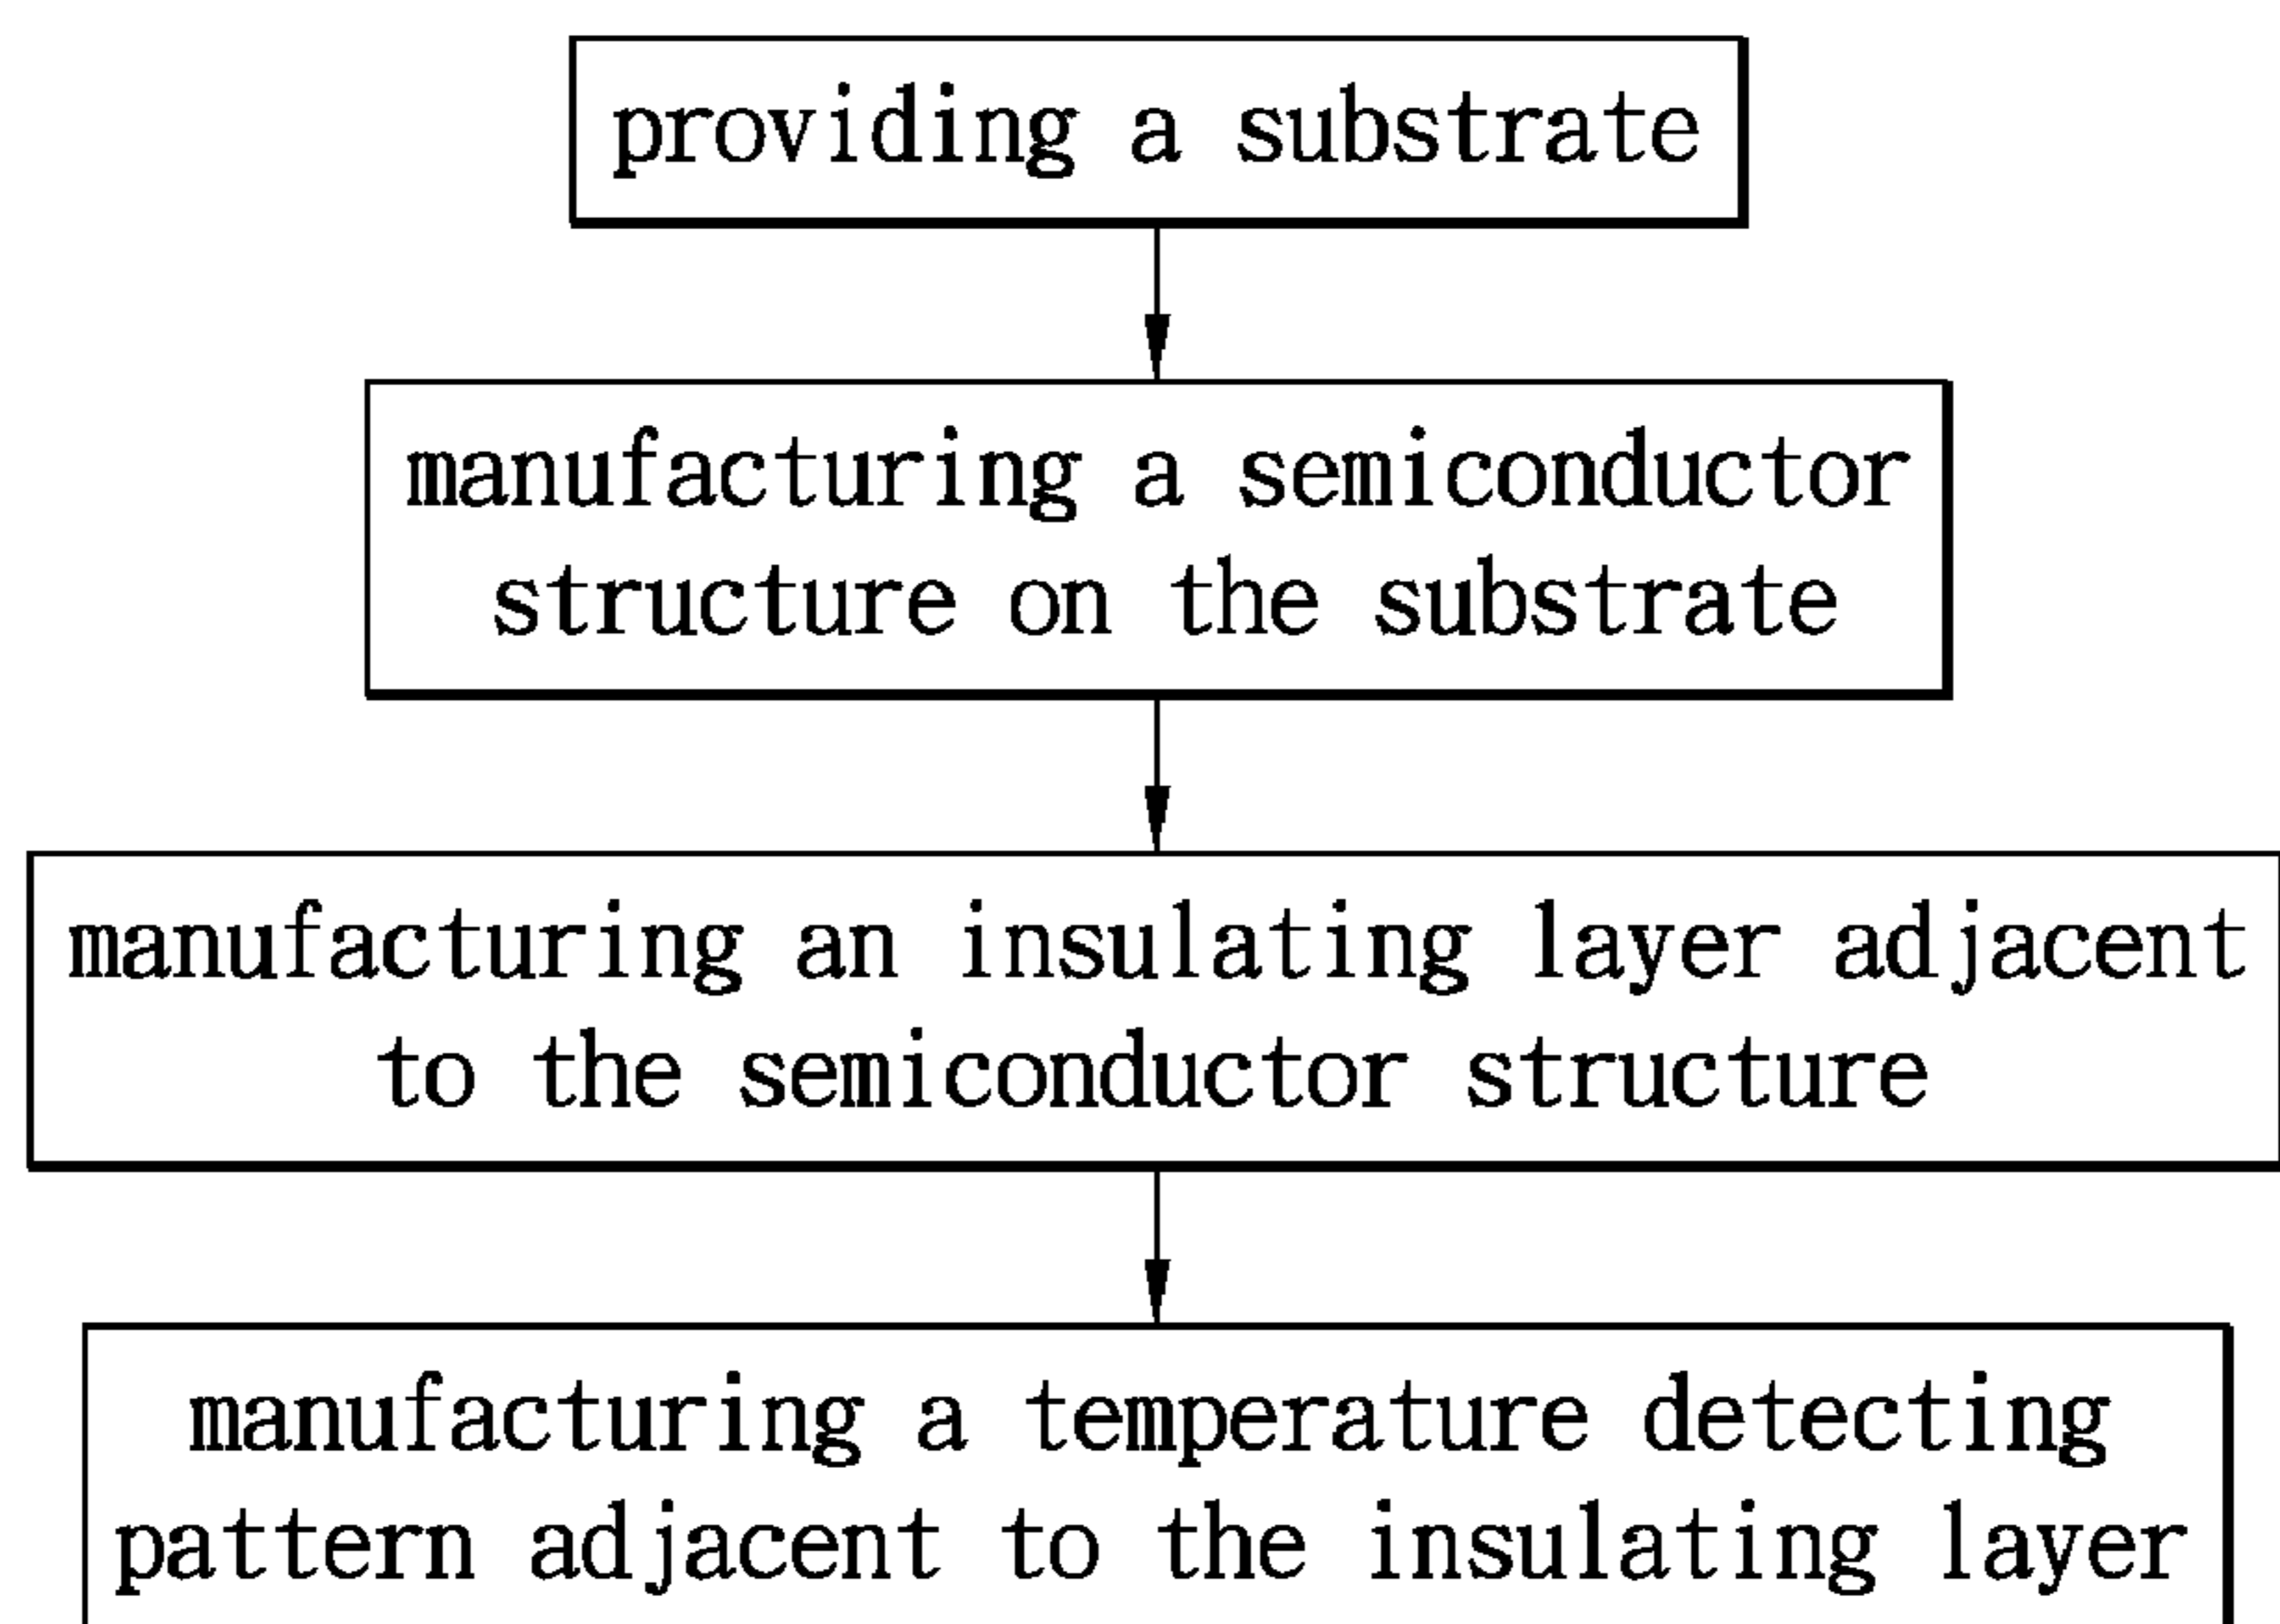 providing a substrate
manufacturing a semiconductor
structure on the substrate
manufacturing an insulating layer adjacent
to the semiconductor structure
manufacturing a temperature detecting
pattern adjacent to the insulating layer